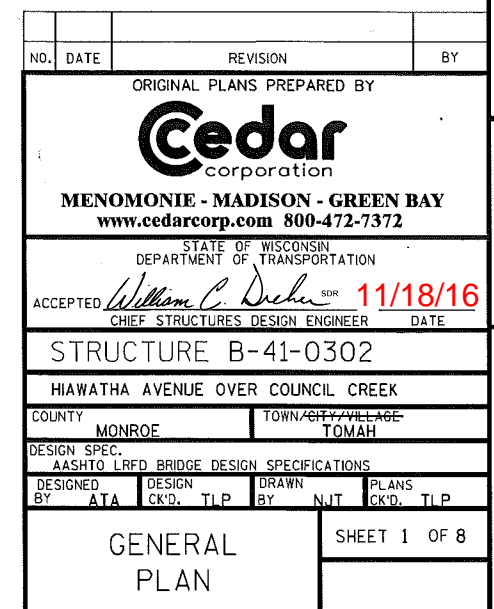 NO. DATE REVISION BY
ORIGINAL PLANS PREPARED BY
Cedar
corporation
MENOMONIE - MADISON - GREEN BAY
www.cedarcorp.com 800-472-7372
STATE OF WISCONSIN
DEPARTMENT OF TRANSPORTATION
ACCEPTED William C. Dreher SDR 11/18/16
CHIEF STRUCTURES DESIGN ENGINEER DATE
STRUCTURE B-41-0302
HIAWATHA AVENUE OVER COUNCIL CREEK
COUNTY TOWN/CITY/VILLAGE
MONROE TOMAH
DESIGN SPEC.
AASHTO LRFD BRIDGE DESIGN SPECIFICATIONS
DESIGNED DESIGN DRAWN PLANS
BY ATA CK'D. TLP BY NJT CK'D. TLP
GENERAL
PLAN
SHEET 1 OF 8